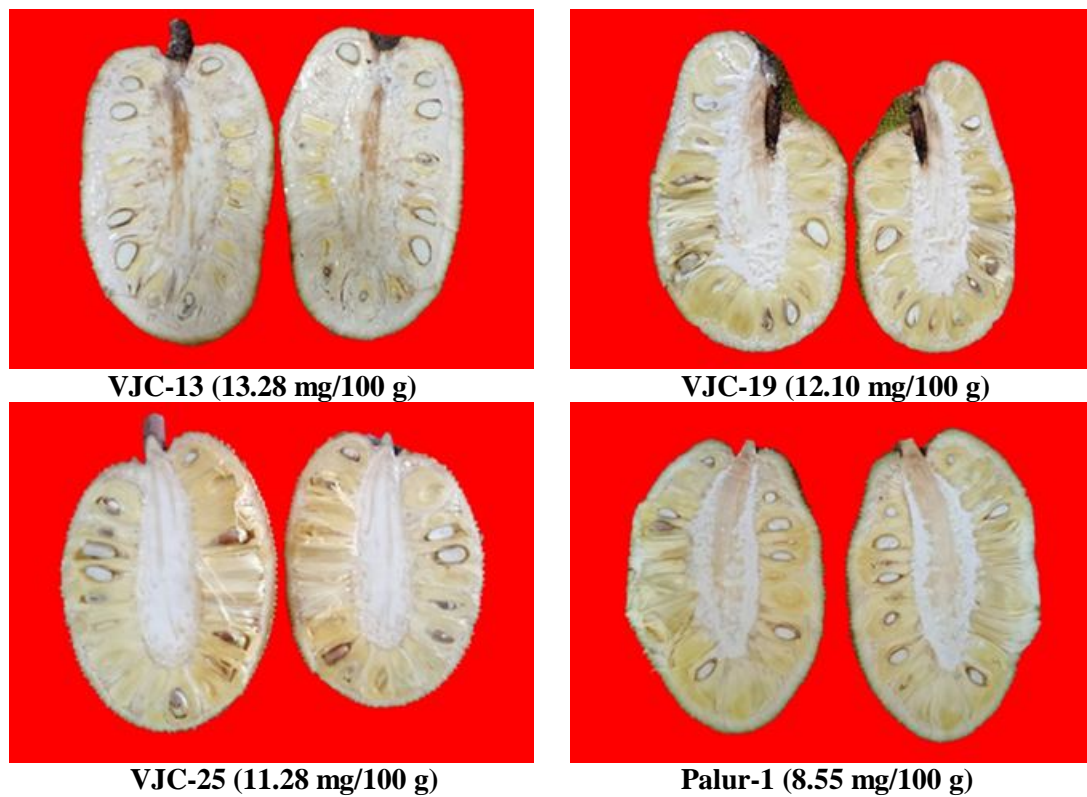 VJC-13 (13.28 mg/100 g)
VJC-19 (12.10 mg/100 g)
VJC-25 (11.28 mg/100 g)
Palur-1 (8.55 mg/100 g)